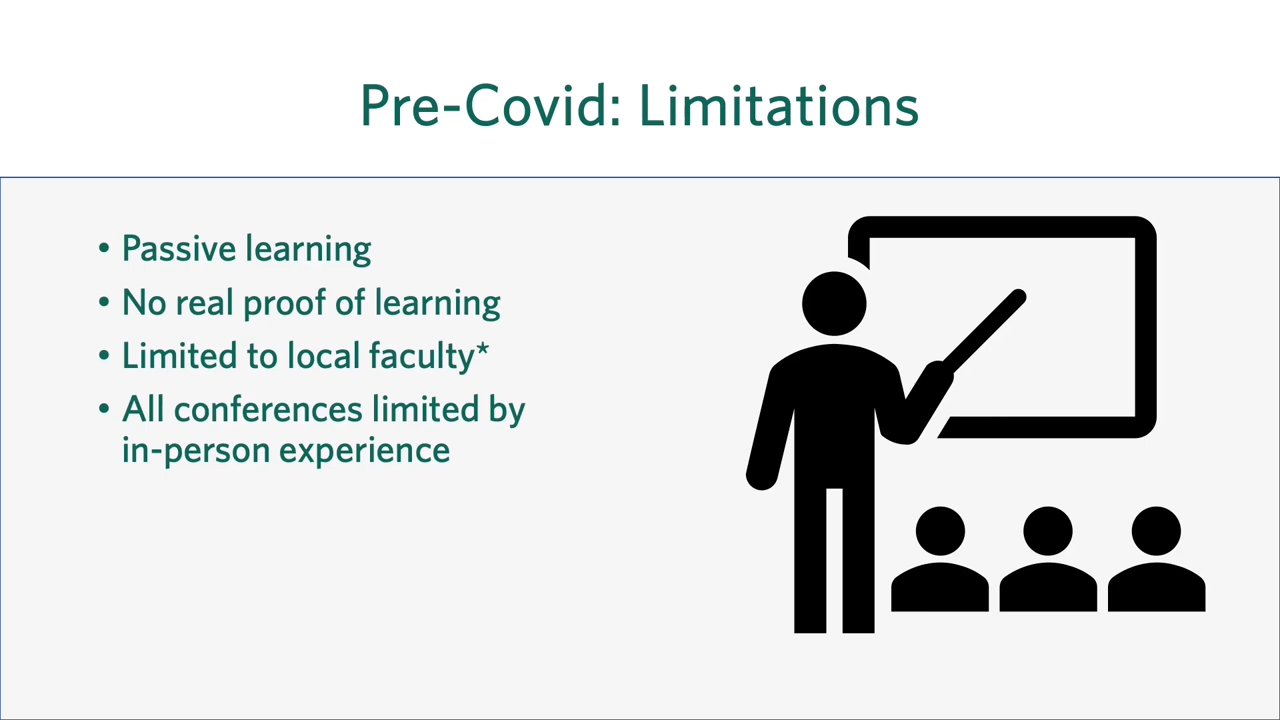 Pre-Covid: Limitations
• Passive learning
• No real proof of learning
• Limited to local faculty*
• All conferences limited by
in-person experience